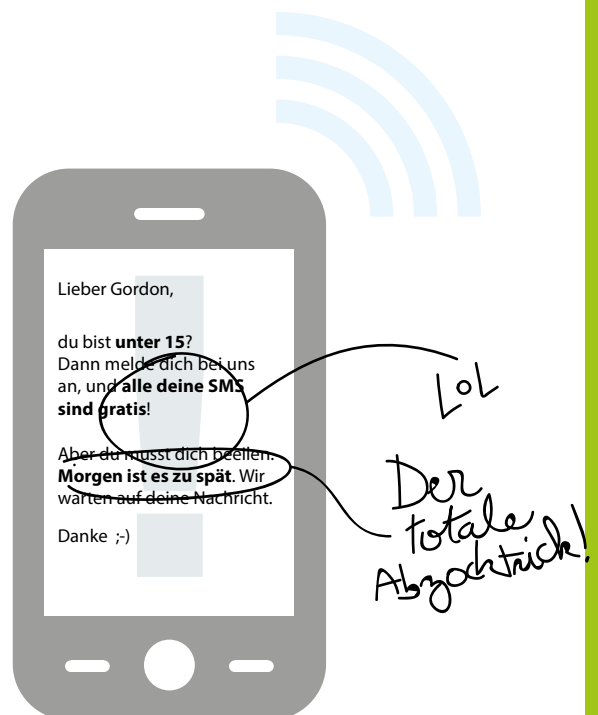 Lieber Gordon,
du bist unter 15?
Dann melde dich bei uns
an, und alle deine SMS
sind gratis!
Aber du musst dich beeilen.
Morgen ist es zu spät. Wir
warten auf deine Nachricht.
Danke ;-)
LoL
Der
totale
Abzocktrick!